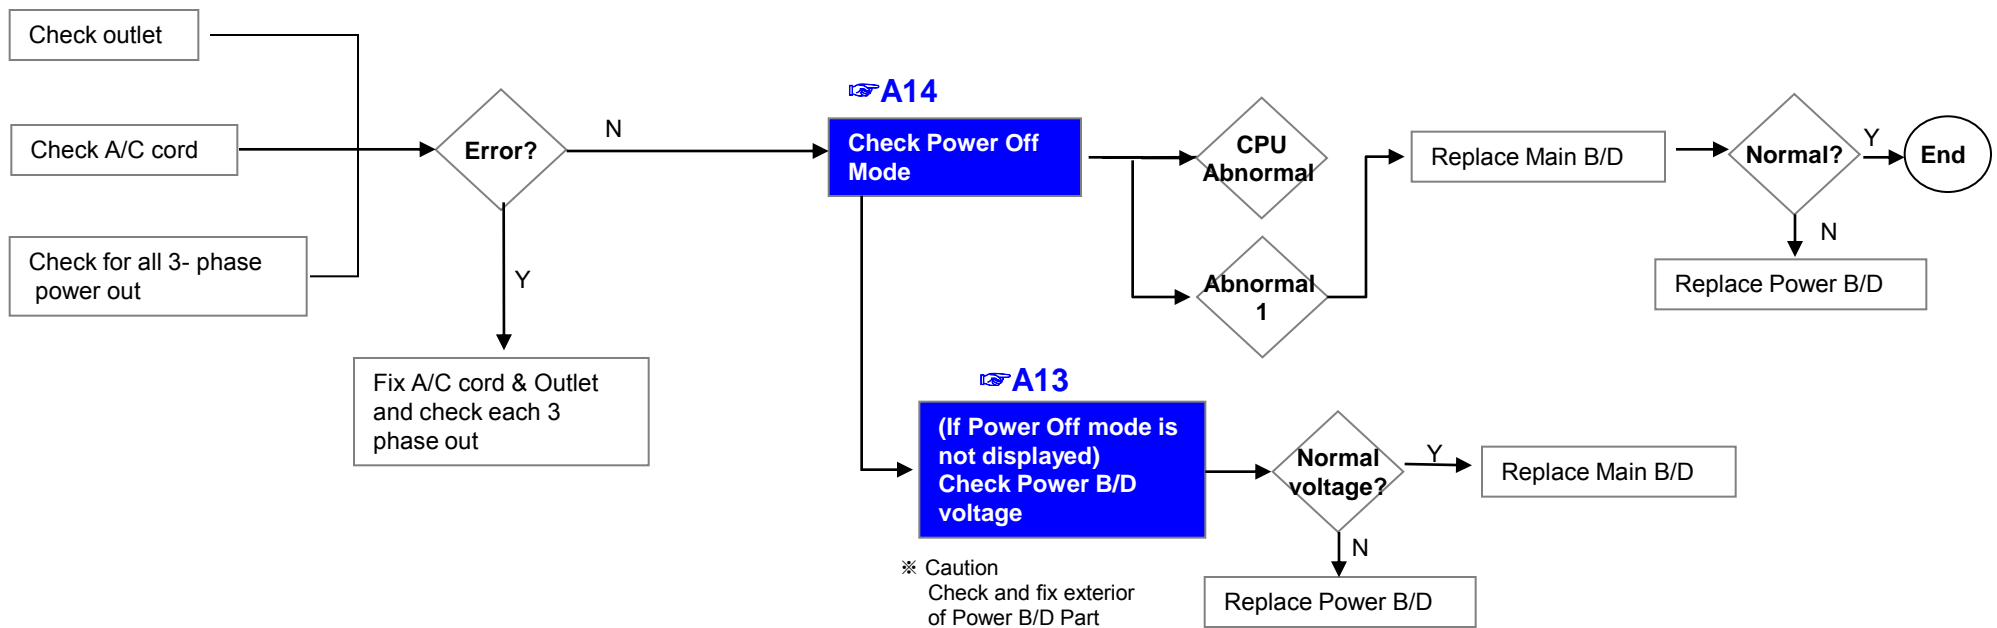 Check outlet
Check A/C cord
Check for all 3- phase
power out
Error?
N
Y
Fix A/C cord & Outlet
and check each 3
phase out
☞A14
Check Power Off
Mode
CPU
Abnormal
Abnormal
1
Replace Main B/D
Normal?
Y
End
N
Replace Power B/D
☞A13
(If Power Off mode is
not displayed)
Check Power B/D
voltage
※ Caution
Check and fix exterior
of Power B/D Part
Normal
voltage?
Y
Replace Main B/D
N
Replace Power B/D